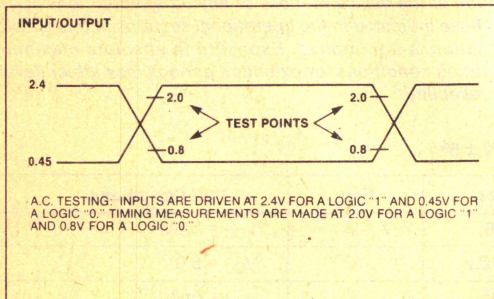 INPUT/OUTPUT
2.4
2.0
2.0
TEST POINTS
0.8
0.8
0.45
A.C. TESTING: INPUTS ARE DRIVEN AT 2.4V FOR A LOGIC "1" AND 0.45V FOR
A LOGIC "0." TIMING MEASUREMENTS ARE MADE AT 2.0V FOR A LOGIC "1"
AND 0.8V FOR A LOGIC "0."